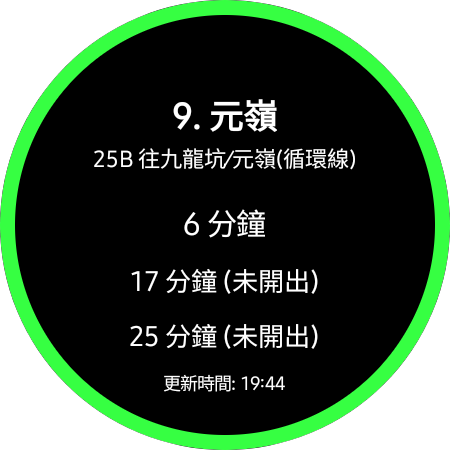 9. 元嶺
25B 往九龍坑/元嶺(循環線)
6 分鐘
17 分鐘 (未開出)
25 分鐘 (未開出)
更新時間: 19:44